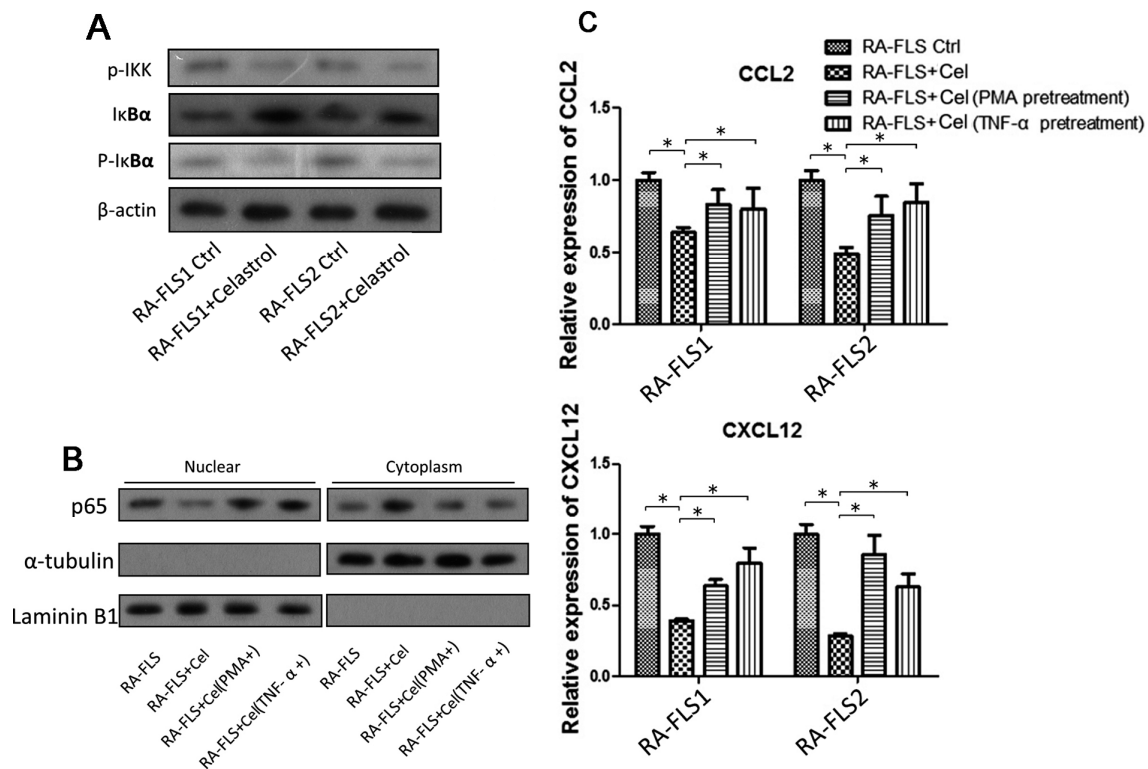 A
p-IKK
IκBα
P-IκBα
β-actin
RA-FLS1 Ctrl
RA-FLS1+Celastrol
RA-FLS2 Ctrl
RA-FLS2+Celastrol
B
Nuclear
Cytoplasm
p65
α-tubulin
Laminin B1
RA-FLS
RA-FLS+Cel
RA-FLS+Cel(PMA+)
RA-FLS+Cel(TNF- α +)
RA-FLS
RA-FLS+Cel
RA-FLS+Cel(PMA+)
RA-FLS+Cel(TNF- α +)
C
RA-FLS Ctrl
RA-FLS+Cel
RA-FLS+Cel (PMA pretreatment)
RA-FLS+Cel (TNF-α pretreatment)
CCL2
Relative expression of CCL2
1.5
1.0
0.5
0.0
* * * * * *
RA-FLS1
RA-FLS2
CXCL12
Relative expression of CXCL12
1.5
1.0
0.5
0.0
* * * * * *
RA-FLS1
RA-FLS2